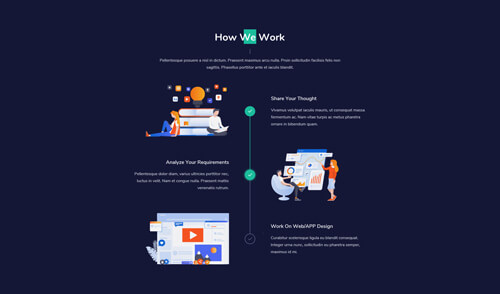 How We Work
Pellentesque posuere a nisl in dictum. Praesent maximus arcu nulla. Proin sollicitudin facilisis felis non
sagittis. Phasellus porttitor ante et iaculis blandit.
Share Your Thought
Vivamus volutpat iaculis mauris, ut consequat massa
fermentum ac. Nam vitae turpis ac metus pharetra
ornare in bibendum quam.
Analyze Your Requirements
Pellentesque dolor diam, varius ultricies porttitor nec,
luctus in velit. Nam et congue nulla. Praesent mattis
venenatis rutrum
Work On Web/APP Design
Curabitur scelerisque ligula eu blandit consequat.
Integer urna nunc, sollicitudin eu pharetra semper,
maximus id mi.